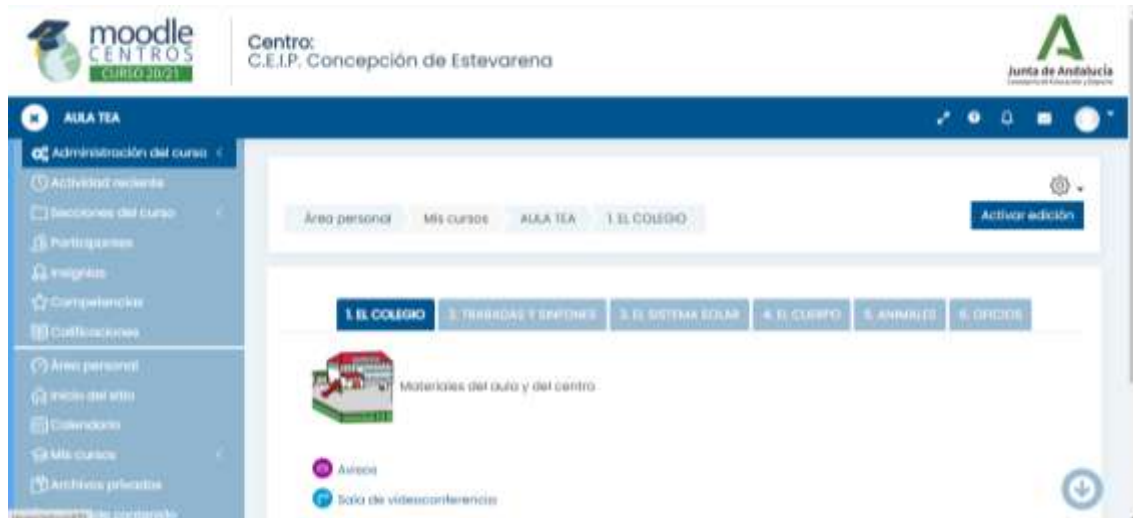 moodle
CENTROS
CURSO 20/21
Centro:
C.E.I.P. Concepción de Estevarena
Junta de Andalucía
AULA TEA
Administración del curso
Actividad reciente
Secciones del curso
Participantes
Insignias
Competencias
Calificaciones
Área personal
Inicio del sitio
Calendario
Mis cursos
Archivos privados
Área personal
Mis cursos
AULA TEA
1. EL COLEGIO
Activar edición
1. EL COLEGIO
2. TRABADAS Y SINFONES
3. EL SISTEMA SOLAR
4. EL CUERPO
5. ANIMALES
6. OFICIOS
Materiales del aula y del centro
Avisos
Sala de videoconferencia